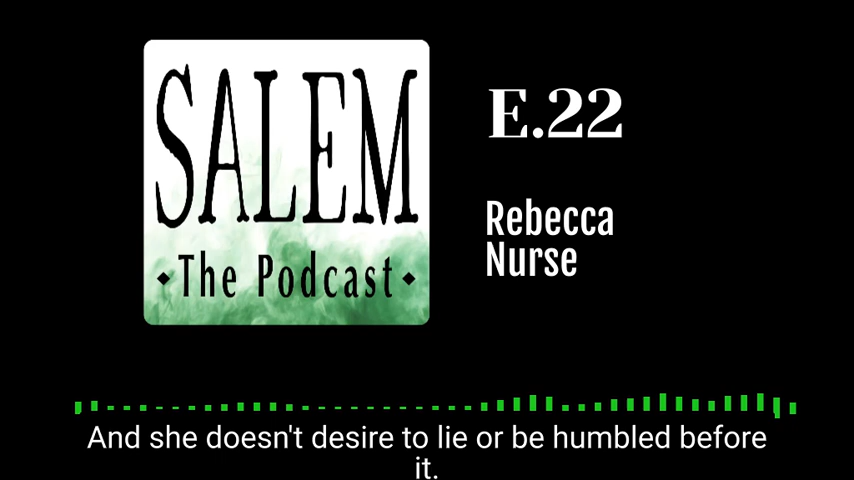 SALEM
The Podcast
E.22
Rebecca
Nurse
And she doesn't desire to lie or be humbled before
it.